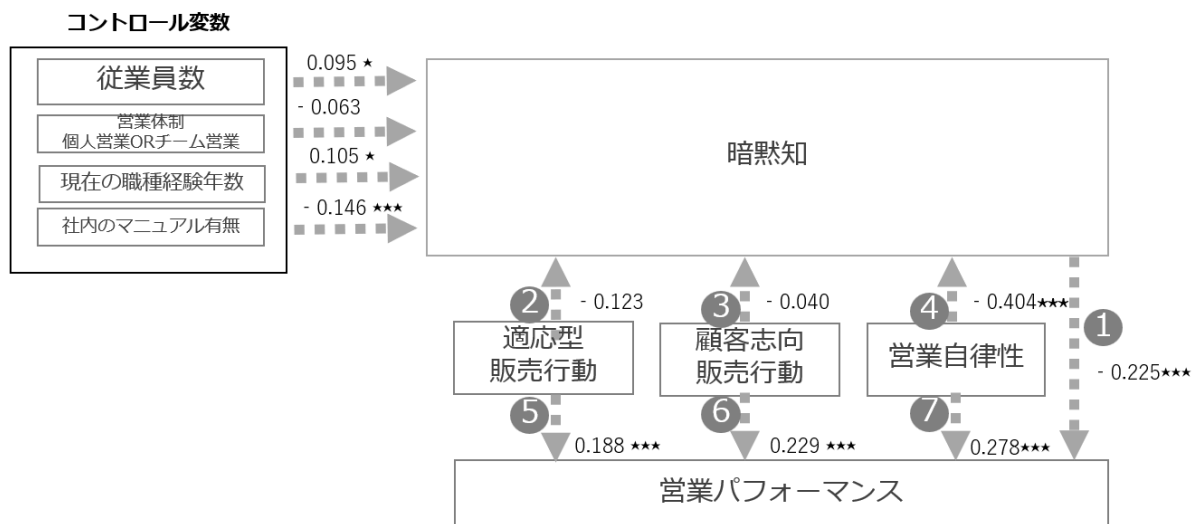 コントロール変数
従業員数
0.095 ★
営業体制
個人営業ORチーム営業
- 0.063
現在の職種経験年数
0.105 ★
社内のマニュアル有無
- 0.146 ★★★
暗黙知
2
- 0.123
3
- 0.040
4
- 0.404★★★
1
- 0.225★★★
適応型
販売行動
顧客志向
販売行動
営業自律性
5
0.188 ★★★
6
0.229 ★★★
7
0.278★★★
営業パフォーマンス